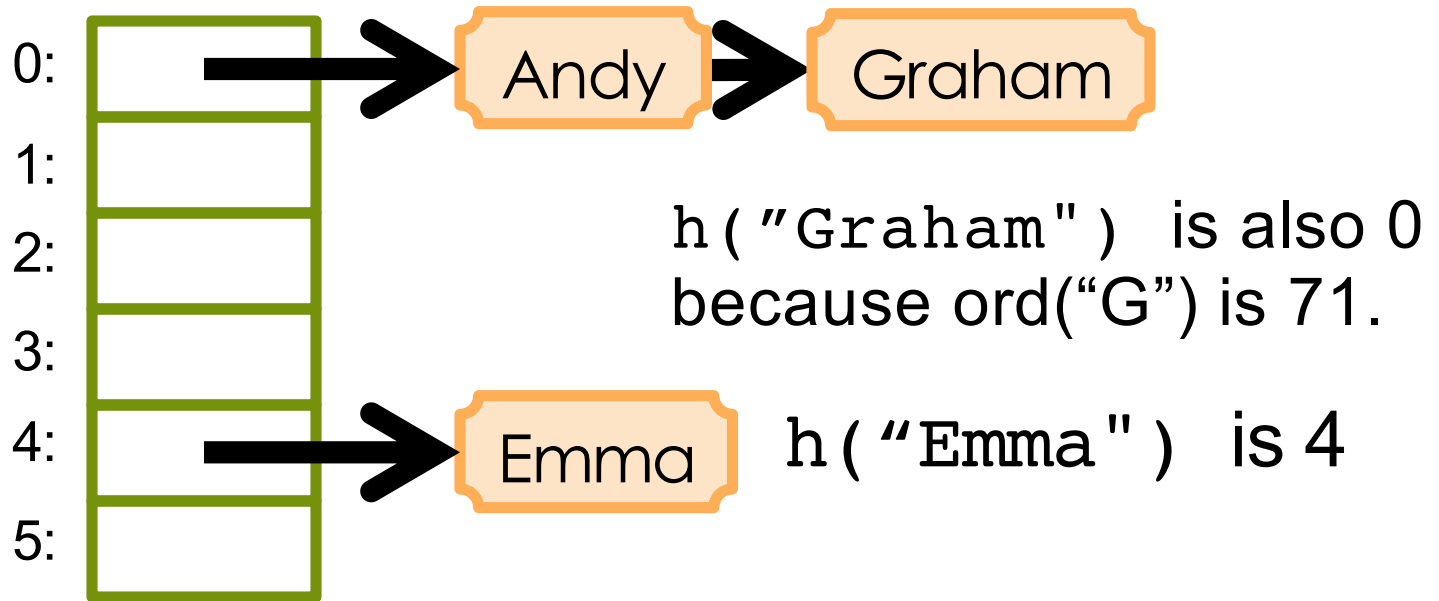 0:
Andy
Graham
1:
h(”Graham") is also 0
2:
because ord(“G”) is 71.
3:
4:
Emma
h(“Emma") is 4
5: